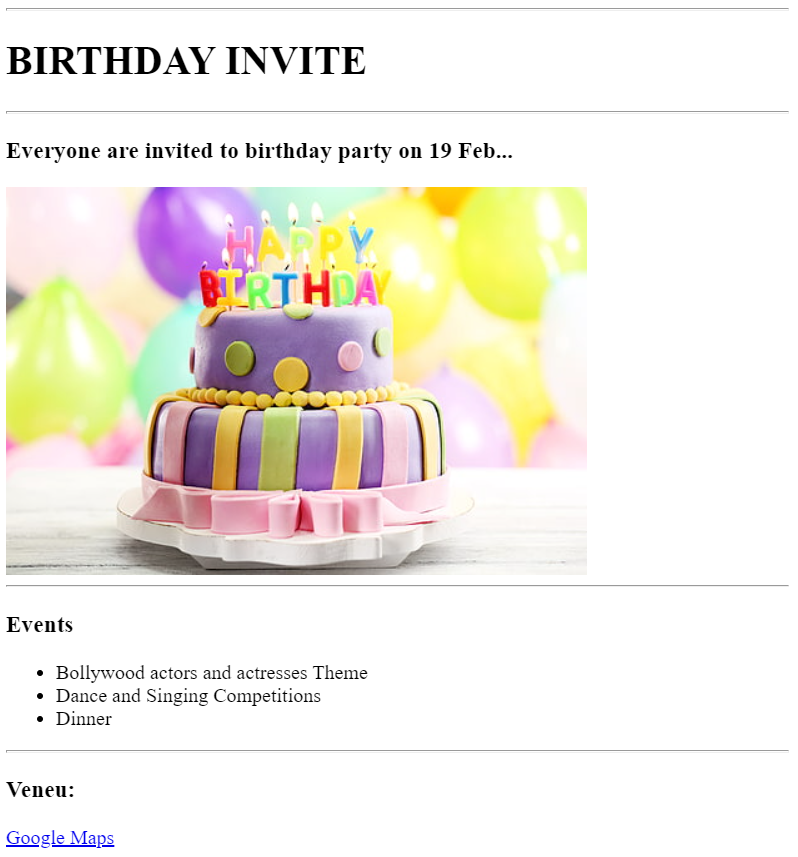 BIRTHDAY INVITE
Everyone are invited to birthday party on 19 Feb...
HAPPY
BIRTHDAY
Events
Bollywood actors and actresses Theme
Dance and Singing Competitions
Dinner
Veneu:
Google Maps